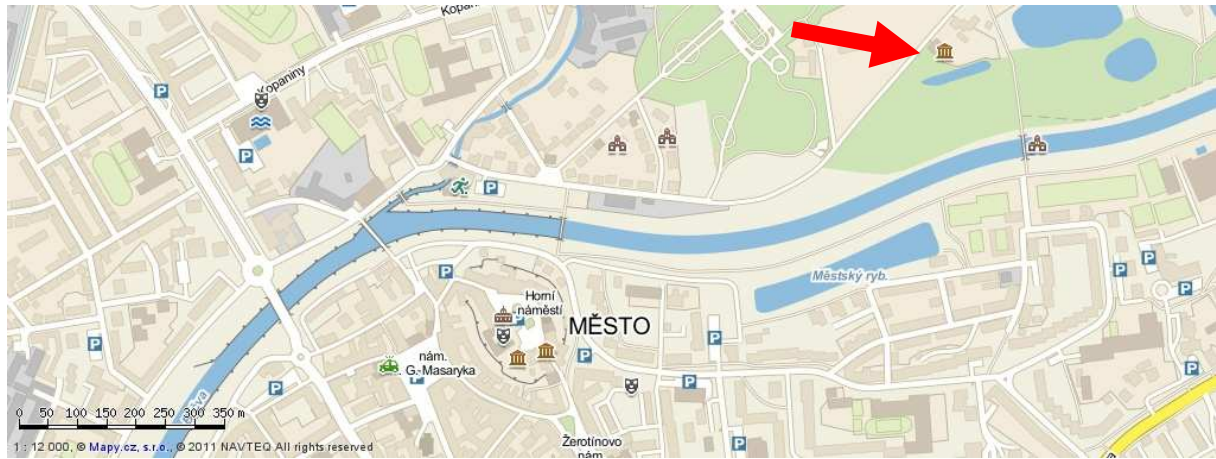 Kopaniny
Kopaniny
P
P
P
P
Městský ryb.
P
P
P
P
Horní
náměstí
P
MĚSTO
P
P
nám.
G. Masaryka
P
P
P
0 50 100 150 200 250 300 350 m
Žerotínovo
nám.
1 : 12 000, © Mapy.cz, s.r.o., © 2011 NAVTEQ All rights reserved